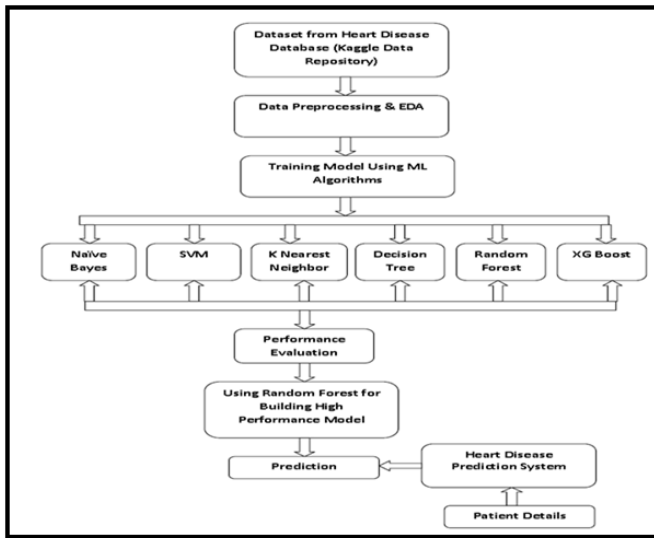 Dataset from Heart Disease
Database (Kaggle Data
Repository)
Data Preprocessing & EDA
Training Model Using ML
Algorithms
Naïve
Bayes
SVM
K Nearest
Neighbor
Decision
Tree
Random
Forest
XG Boost
Performance
Evaluation
Using Random Forest for
Building High
Performance Model
Prediction
Heart Disease
Prediction System
Patient Details